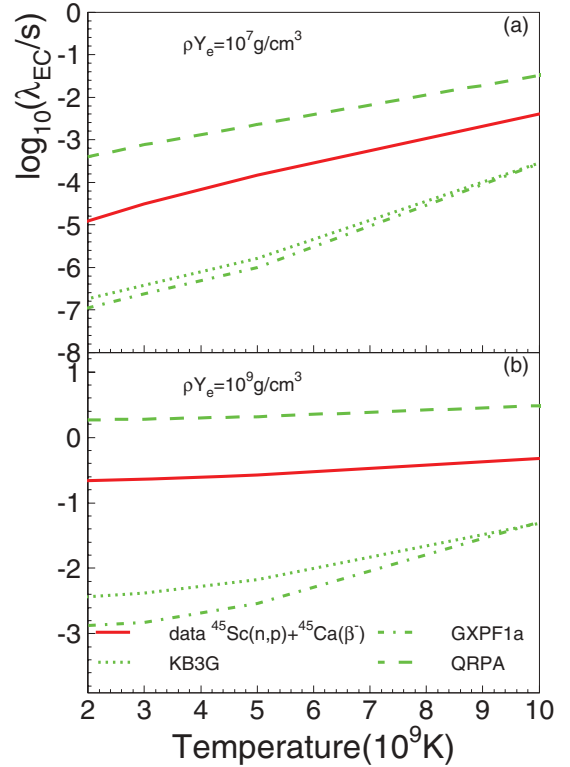 log₁₀(λ_EC/s)
0
-1
-2
-3
-4
-5
-6
-7
-8
ρYₑ=10⁷g/cm³
(a)
1
0
-1
-2
-3
ρYₑ=10⁹g/cm³
(b)
data ⁴⁵Sc(n,p)+⁴⁵Ca(β⁻)
GXPF1a
KB3G
QRPA
2 3 4 5 6 7 8 9 10
Temperature(10⁹K)